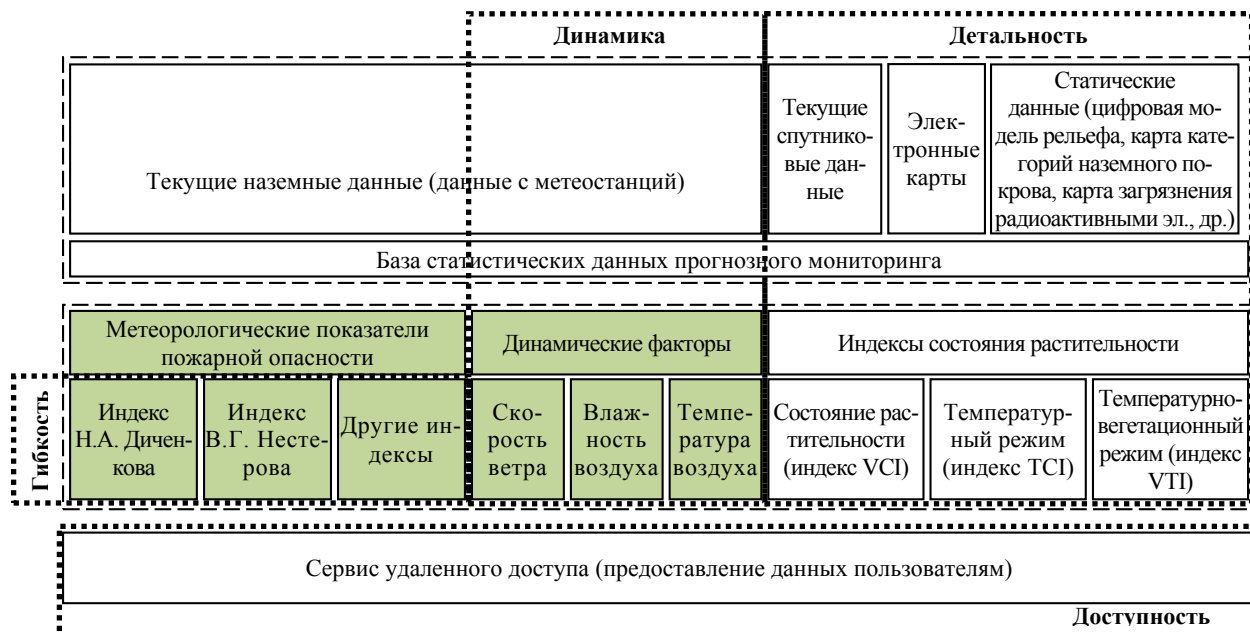 Динамика
Детальность
Текущие наземные данные (данные с метеостанций)
Текущие
спутнико-
вые дан-
ные
Элек-
тронные
карты
Статические
данные (цифровая мо-
дель рельефа, карта кате-
горий наземного по-
крова, карта загрязнения
радиоактивными эл., др.)
База статистических данных прогнозного мониторинга
Метеорологические показатели
пожарной опасности
Динамические факторы
Индексы состояния растительности
Гибкость
Индекс
Н.А. Дичен-
кова
Индекс
В.Г. Несте-
рова
Другие ин-
дексы
Ско-
рость
ветра
Влаж-
ность
воздуха
Темпе-
ратура
воздуха
Состояние рас-
тительности
(индекс VCI)
Температур-
ный режим
(индекс TCI)
Температурно-
вегетационный
режим (индекс
VTI)
Сервис удаленного доступа (предоставление данных пользователям)
Доступность